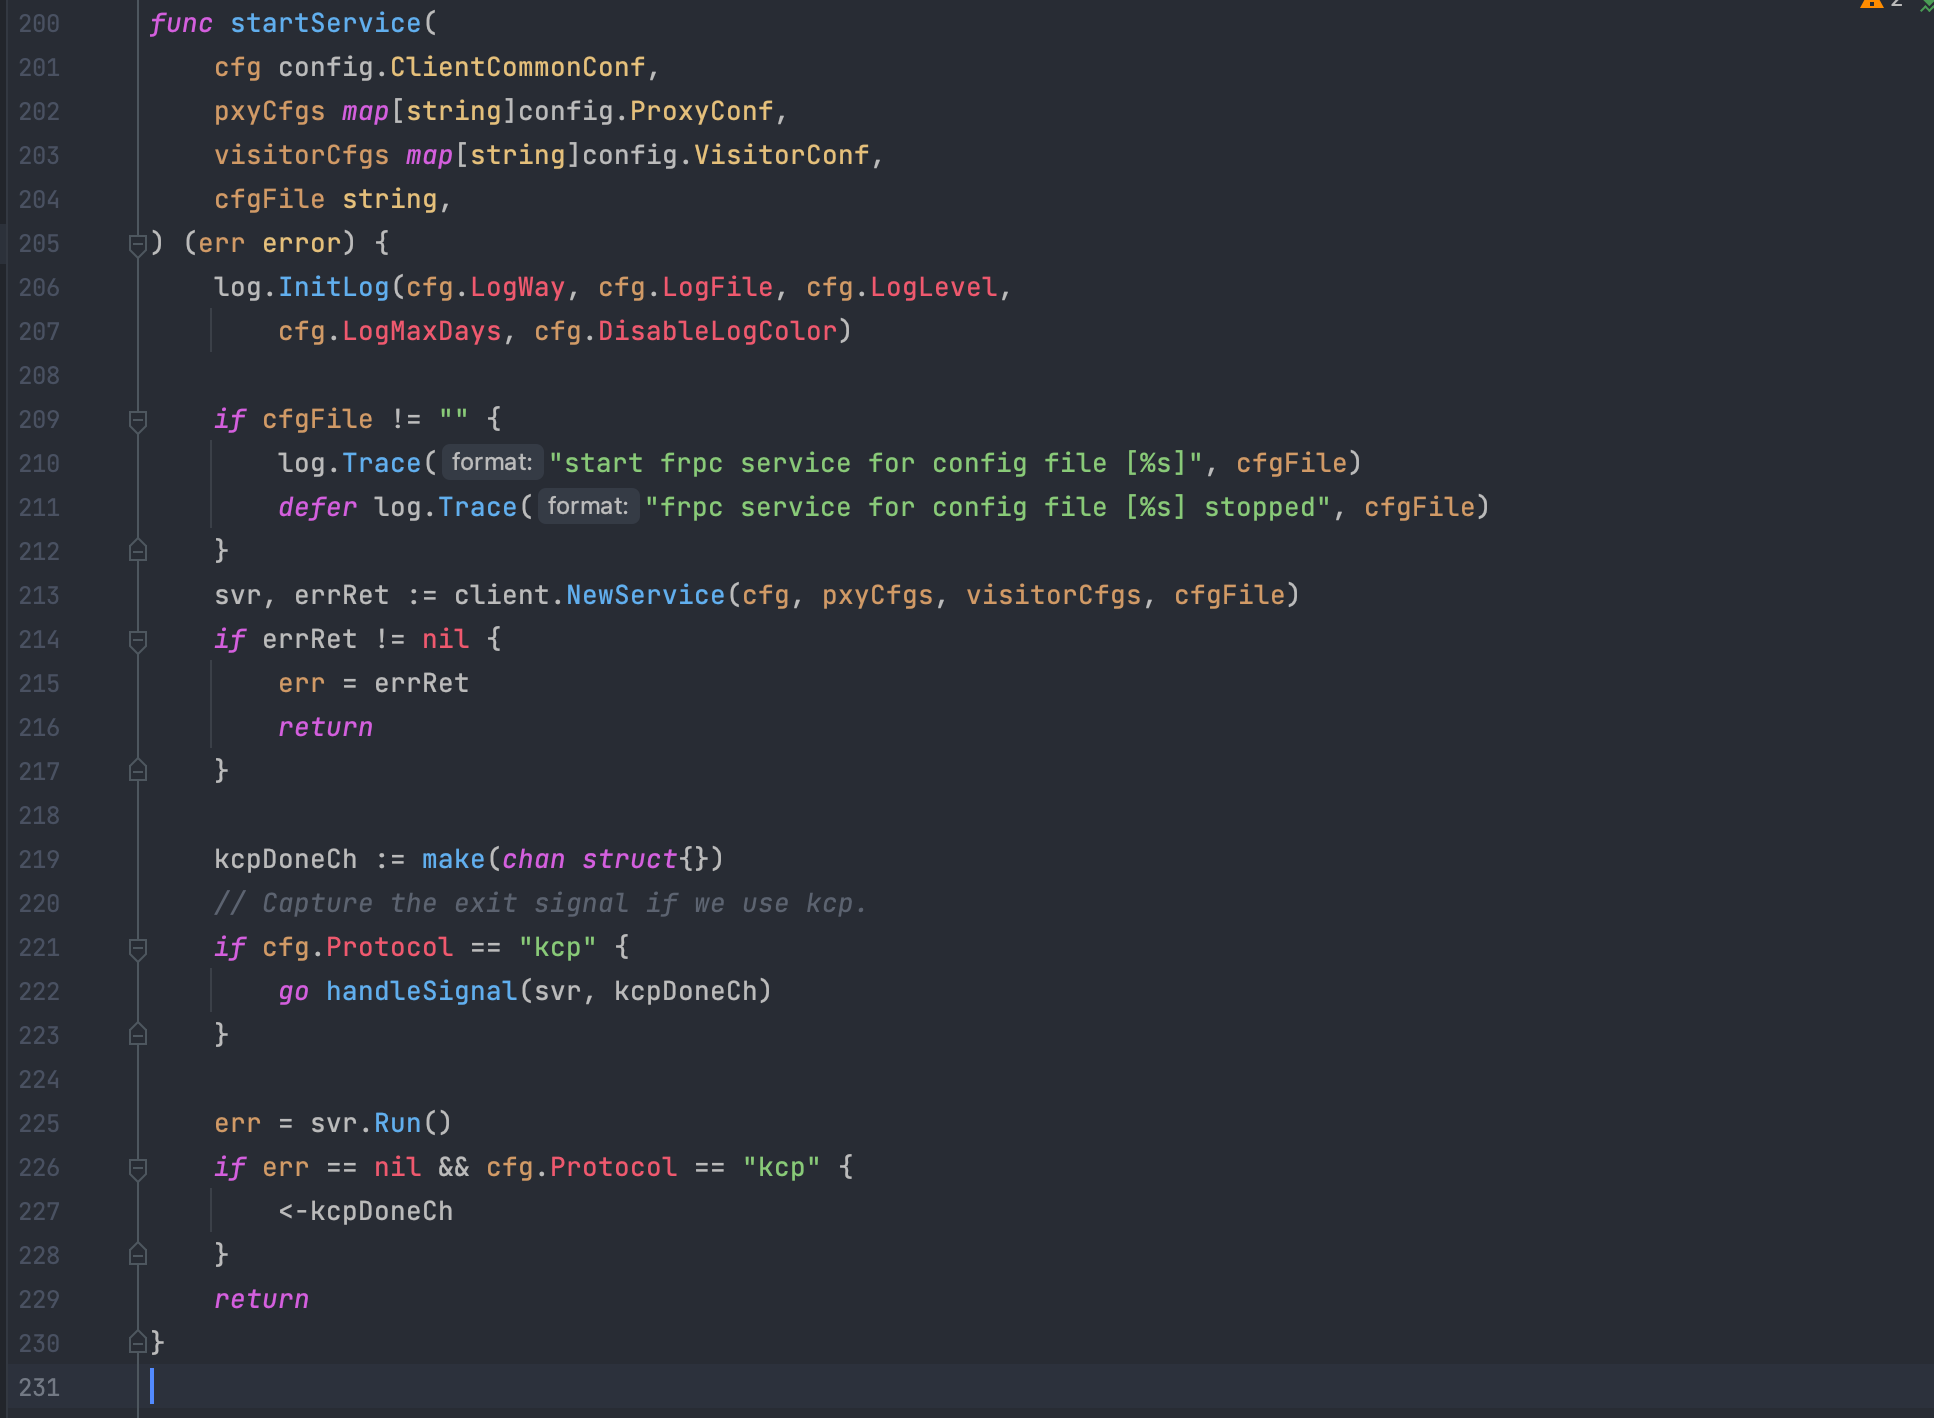 2
200 func startService(
201     cfg config.ClientCommonConf,
202     pxyCfgs map[string]config.ProxyConf,
203     visitorCfgs map[string]config.VisitorConf,
204     cfgFile string,
205 ) (err error) {
206     log.InitLog(cfg.LogWay, cfg.LogFile, cfg.LogLevel,
207         cfg.LogMaxDays, cfg.DisableLogColor)
208
209     if cfgFile != "" {
210         log.Trace( format: "start frpc service for config file [%s]", cfgFile)
211         defer log.Trace( format: "frpc service for config file [%s] stopped", cfgFile)
212     }
213     svr, errRet := client.NewService(cfg, pxyCfgs, visitorCfgs, cfgFile)
214     if errRet != nil {
215         err = errRet
216         return
217     }
218
219     kcpDoneCh := make(chan struct{})
220     // Capture the exit signal if we use kcp.
221     if cfg.Protocol == "kcp" {
222         go handleSignal(svr, kcpDoneCh)
223     }
224
225     err = svr.Run()
226     if err == nil && cfg.Protocol == "kcp" {
227         <-kcpDoneCh
228     }
229     return
230 }
231